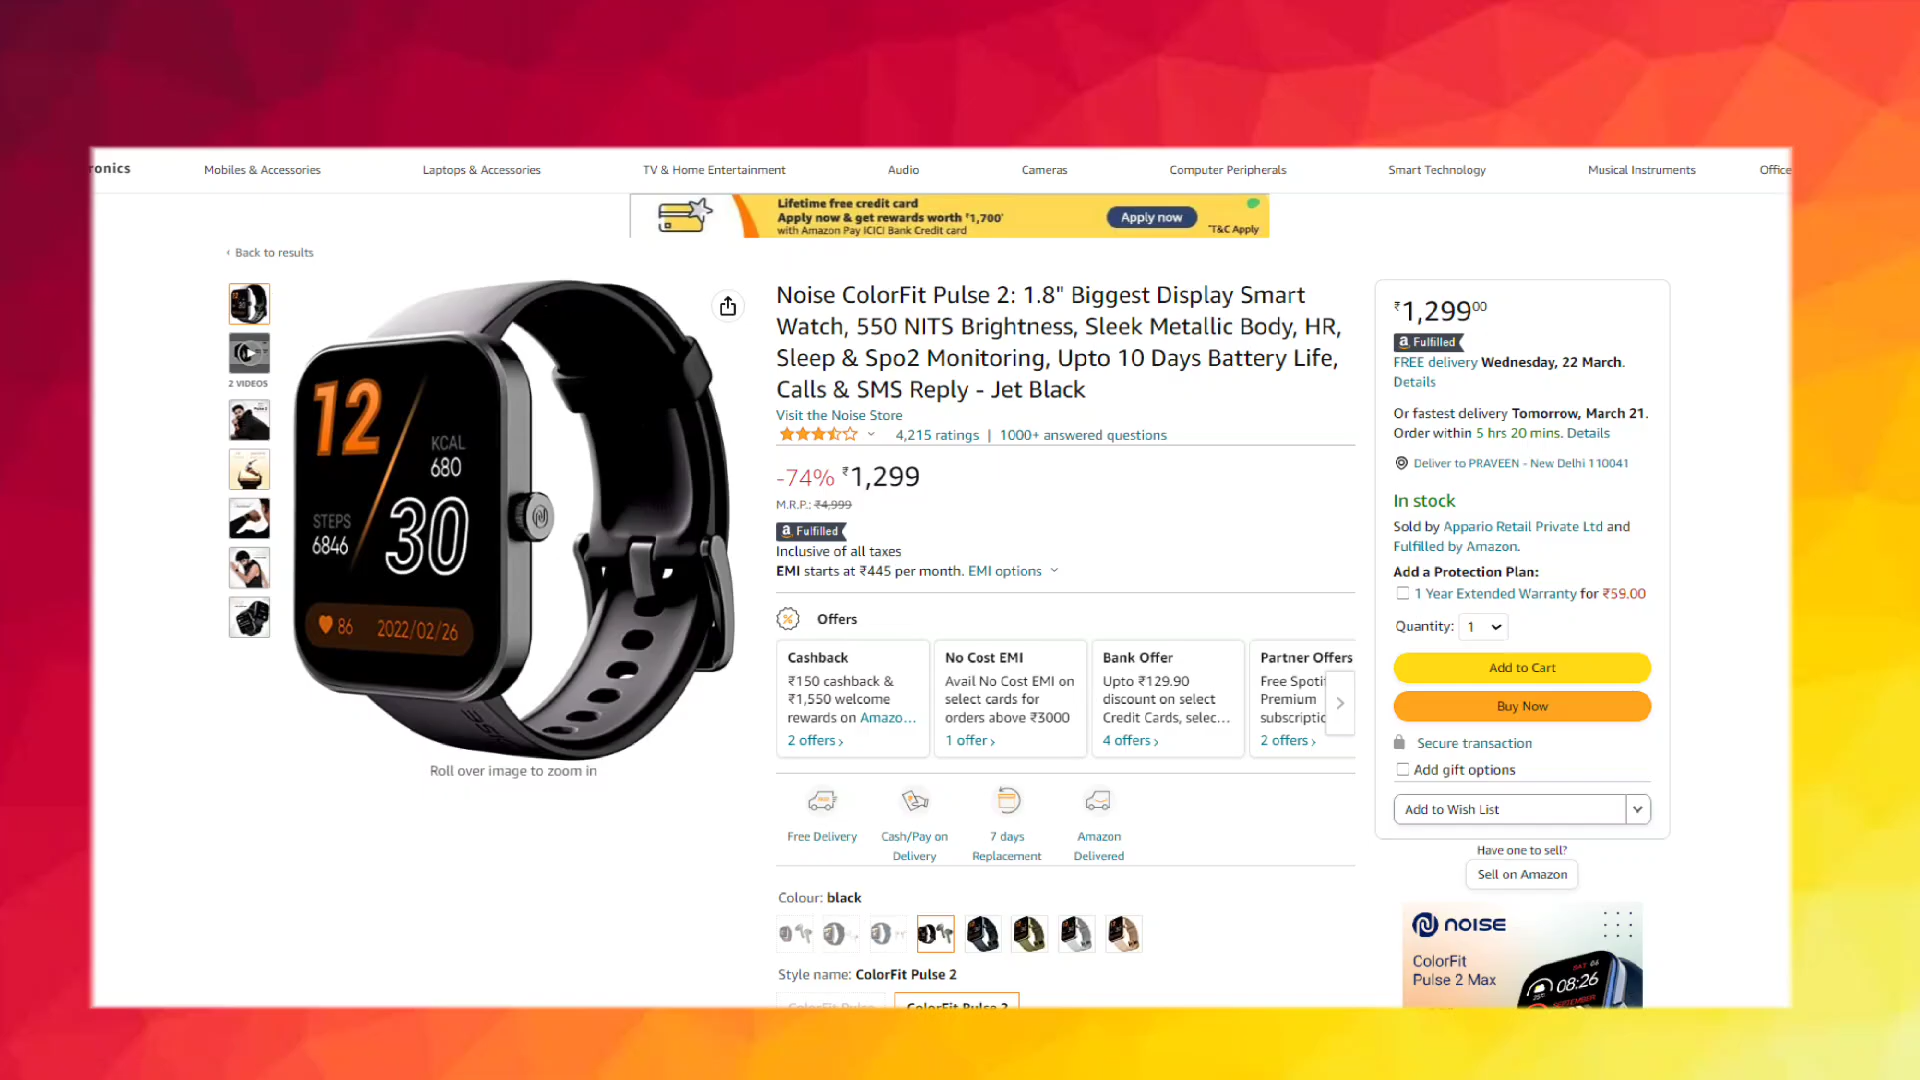 ronics
Mobiles & Accessories
Laptops & Accessories
TV & Home Entertainment
Audio
Cameras
Computer Peripherals
Smart Technology
Musical Instruments
Office
Lifetime free credit card
Apply now & get rewards worth ₹1,700*
with Amazon Pay ICICI Bank Credit card
Apply now
*T&C Apply
‹ Back to results
2 VIDEOS
12
KCAL
680
STEPS
6846
30
86 2022/02/26
Roll over image to zoom in
Noise ColorFit Pulse 2: 1.8" Biggest Display Smart
Watch, 550 NITS Brightness, Sleek Metallic Body, HR,
Sleep & Spo2 Monitoring, Upto 10 Days Battery Life,
Calls & SMS Reply - Jet Black
Visit the Noise Store
4,215 ratings | 1000+ answered questions
-74% ₹1,299
M.R.P.: ₹4,999
a Fulfilled
Inclusive of all taxes
EMI starts at ₹445 per month. EMI options
Offers
Cashback
₹150 cashback &
₹1,550 welcome
rewards on Amazo...
2 offers ›
No Cost EMI
Avail No Cost EMI on
select cards for
orders above ₹3000
1 offer ›
Bank Offer
Upto ₹129.90
discount on select
Credit Cards, selec...
4 offers ›
Partner Offers
Free Spoti
Premium
subscriptic
2 offers ›
Free Delivery
Cash/Pay on
Delivery
7 days
Replacement
Amazon
Delivered
Colour: black
Style name: ColorFit Pulse 2
ColorFit Pulse
ColorFit Pulse 2
₹1,29900
a Fulfilled
FREE delivery Wednesday, 22 March.
Details
Or fastest delivery Tomorrow, March 21.
Order within 5 hrs 20 mins. Details
Deliver to PRAVEEN - New Delhi 110041
In stock
Sold by Appario Retail Private Ltd and
Fulfilled by Amazon.
Add a Protection Plan:
1 Year Extended Warranty for ₹59.00
Quantity: 1
Add to Cart
Buy Now
Secure transaction
Add gift options
Add to Wish List
Have one to sell?
Sell on Amazon
NOISE
ColorFit
Pulse 2 Max
08:26